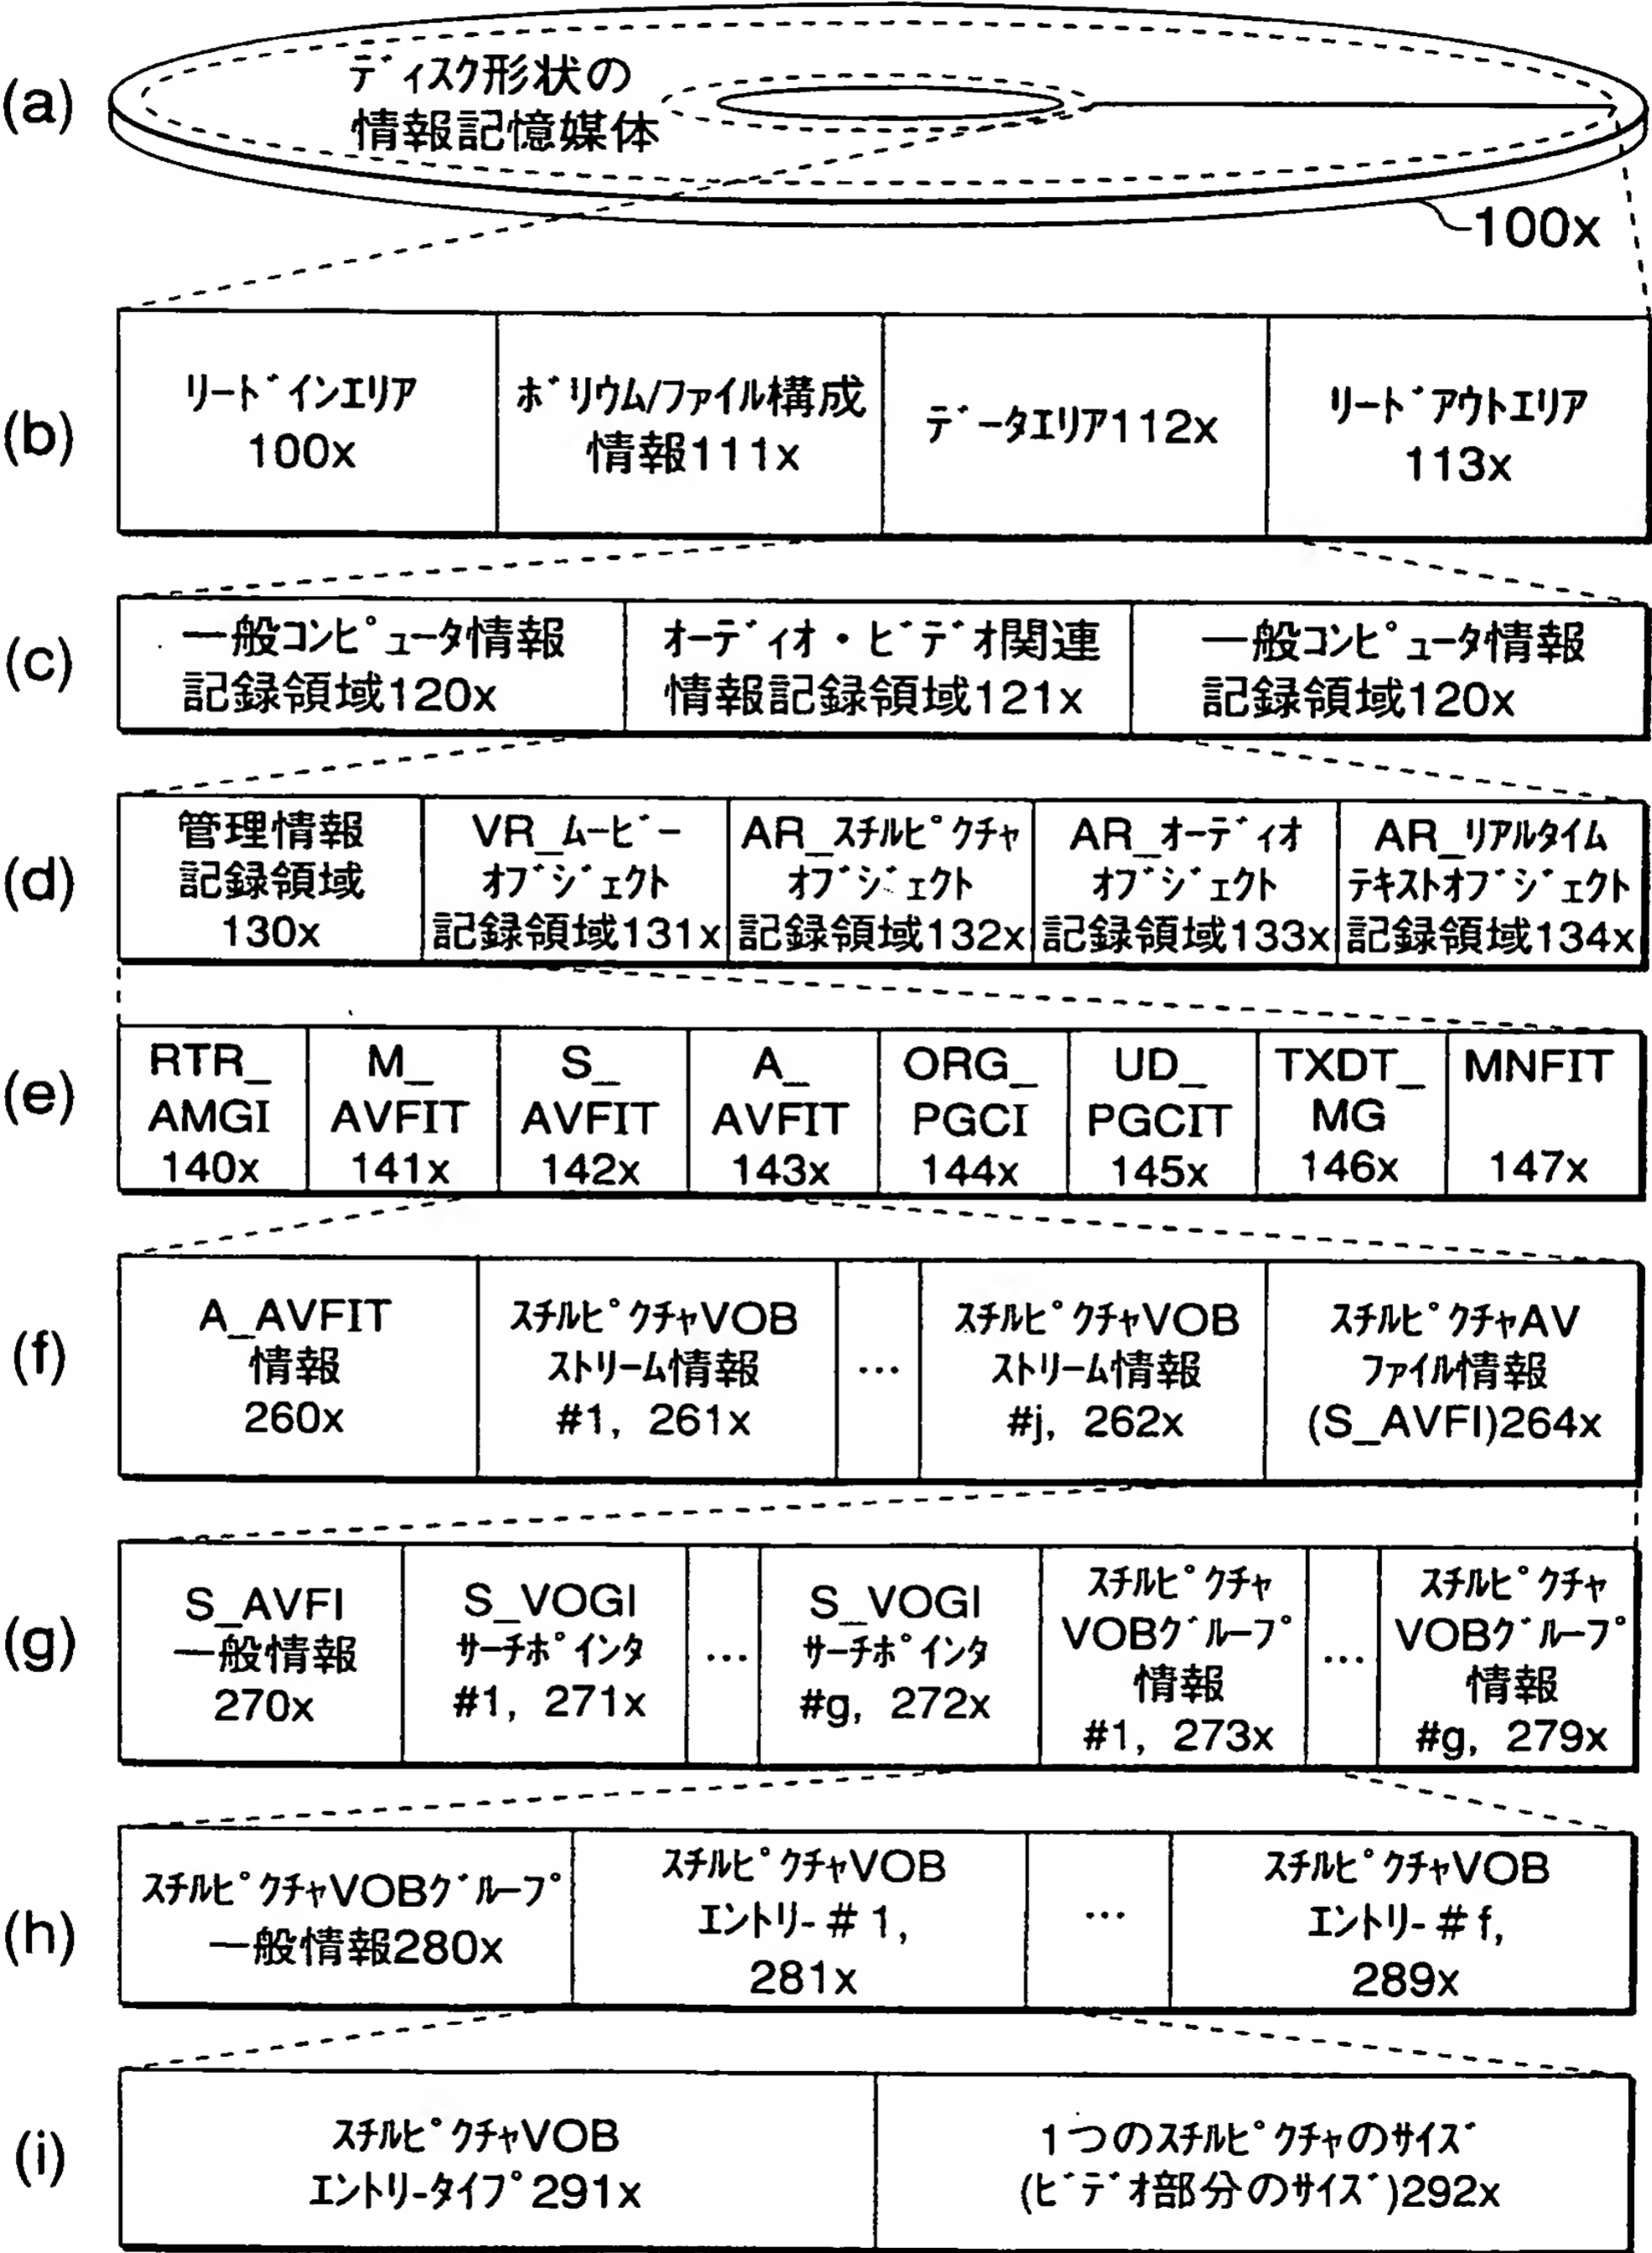 (a)
ディスク形状の
情報記憶媒体
100x
(b)
リードインエリア
100x
ボリウム/ファイル構成
情報111x
データエリア112x
リードアウトエリア
113x
(c)
一般コンピュータ情報
記録領域120x
オーディオ・ビデオ関連
情報記録領域121x
一般コンピュータ情報
記録領域120x
(d)
管理情報
記録領域
130x
VR_ムービー
オブジェクト
記録領域131x
AR_スチルピクチャ
オブジェクト
記録領域132x
AR_オーディオ
オブジェクト
記録領域133x
AR_リアルタイム
テキストオブジェクト
記録領域134x
(e)
RTR_
AMGI
140x
M_
AVFIT
141x
S_
AVFIT
142x
A_
AVFIT
143x
ORG_
PGCI
144x
UD_
PGCIT
145x
TXDT_
MG
146x
MNFIT
147x
(f)
A_AVFIT
情報
260x
スチルピクチャVOB
ストリーム情報
#1, 261x
…
スチルピクチャVOB
ストリーム情報
#j, 262x
スチルピクチャAV
ファイル情報
(S_AVFI)264x
(g)
S_AVFI
一般情報
270x
S_VOGI
サーチポインタ
#1, 271x
…
S_VOGI
サーチポインタ
#g, 272x
スチルピクチャ
VOBグループ
情報
#1, 273x
…
スチルピクチャ
VOBグループ
情報
#g, 279x
(h)
スチルピクチャVOBグループ
一般情報280x
スチルピクチャVOB
エントリー#1,
281x
…
スチルピクチャVOB
エントリー#f,
289x
(i)
スチルピクチャVOB
エントリータイプ291x
1つのスチルピクチャのサイズ
(ビデオ部分のサイズ)292x